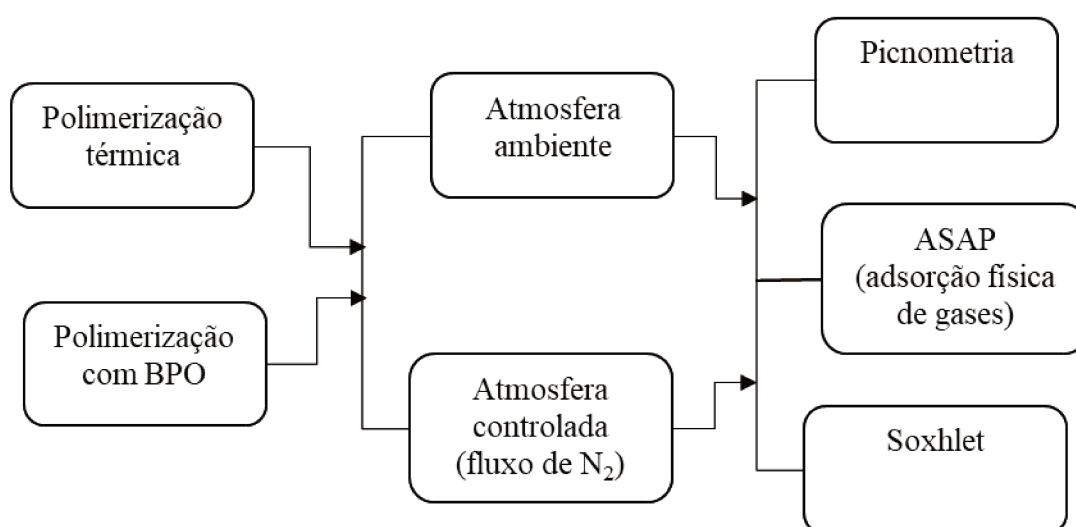 Polimerização
térmica
Polimerização
com BPO
Atmosfera
ambiente
Atmosfera
controlada
(fluxo de N₂)
Picnometria
ASAP
(adsorção física
de gases)
Soxhlet